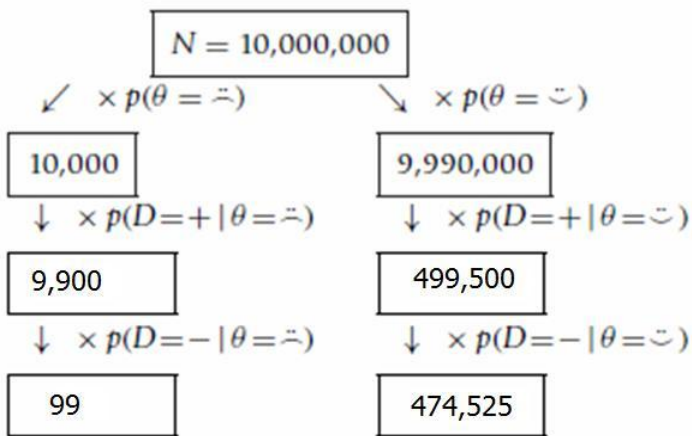 N = 10,000,000
↙ × p(θ = ⌢̈) ↘ × p(θ = ⌣̈)
10,000 9,990,000
↓ × p(D=+|θ=⌢̈) ↓ × p(D=+|θ=⌣̈)
9,900 499,500
↓ × p(D=−|θ=⌢̈) ↓ × p(D=−|θ=⌣̈)
99 474,525